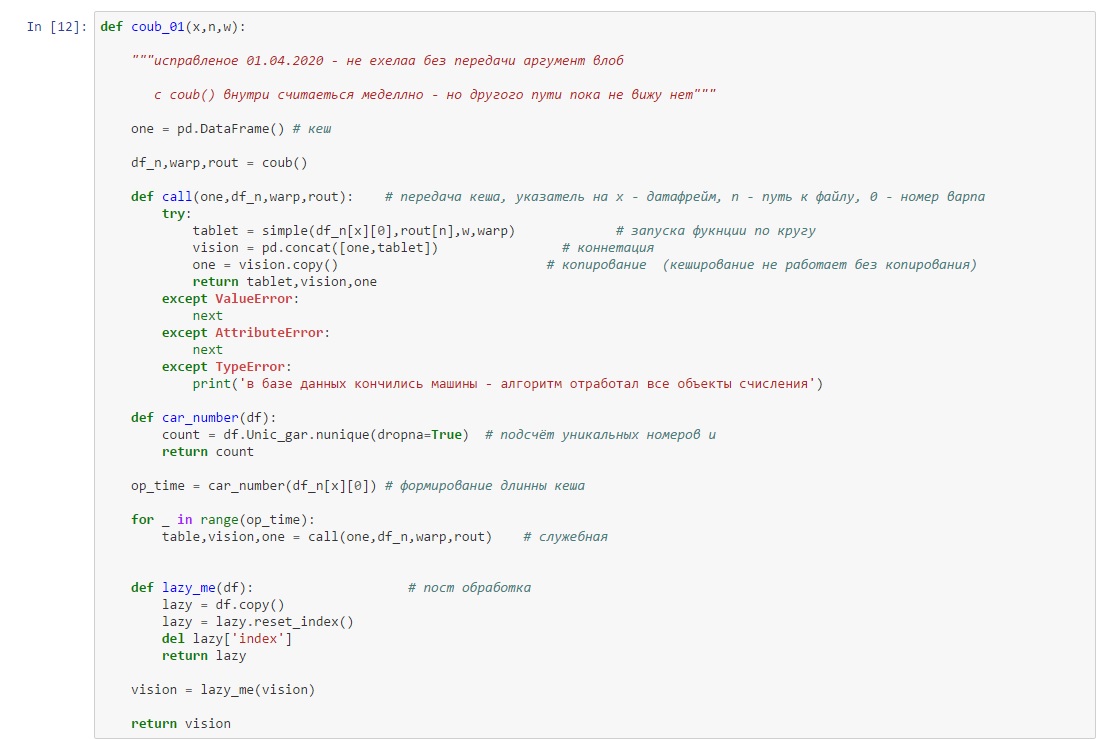 In [12]: def coub_01(x,n,w):
"""исправленое 01.04.2020 - не ехелаа без передачи аргумент влоб
с coub() внутри считаеться меделлно - но другого пути пока не вижу нет"""
one = pd.DataFrame() # кеш
df_n,warp,rout = coub()
def call(one,df_n,warp,rout): # передача кеша, указатель на x - датафрейм, n - путь к файлу, 0 - номер варпа
try:
tablet = simple(df_n[x][0],rout[n],w,warp) # запуска фукнции по кругу
vision = pd.concat([one,tablet]) # коннетация
one = vision.copy() # копирование (кеширование не работает без копирования)
return tablet,vision,one
except ValueError:
next
except AttributeError:
next
except TypeError:
print('в базе данных кончились машины - алгоритм отработал все объекты счисления')
def car_number(df):
count = df.Unic_gar.nunique(dropna=True) # подсчёт уникальных номеров и
return count
op_time = car_number(df_n[x][0]) # формирование длинны кеша
for _ in range(op_time):
table,vision,one = call(one,df_n,warp,rout) # служебная
def lazy_me(df): # пост обработка
lazy = df.copy()
lazy = lazy.reset_index()
del lazy['index']
return lazy
vision = lazy_me(vision)
return vision